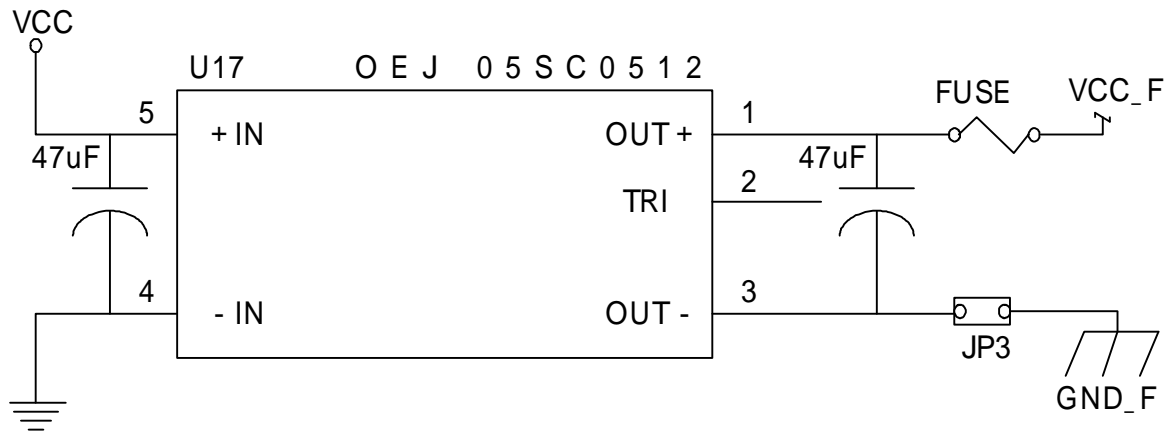 VCC
U17 OEJ 05SC0512
FUSE VCC_F
5 +IN OUT+ 1
47uF 47uF
TRI 2
4 -IN OUT- 3
JP3
GND_F